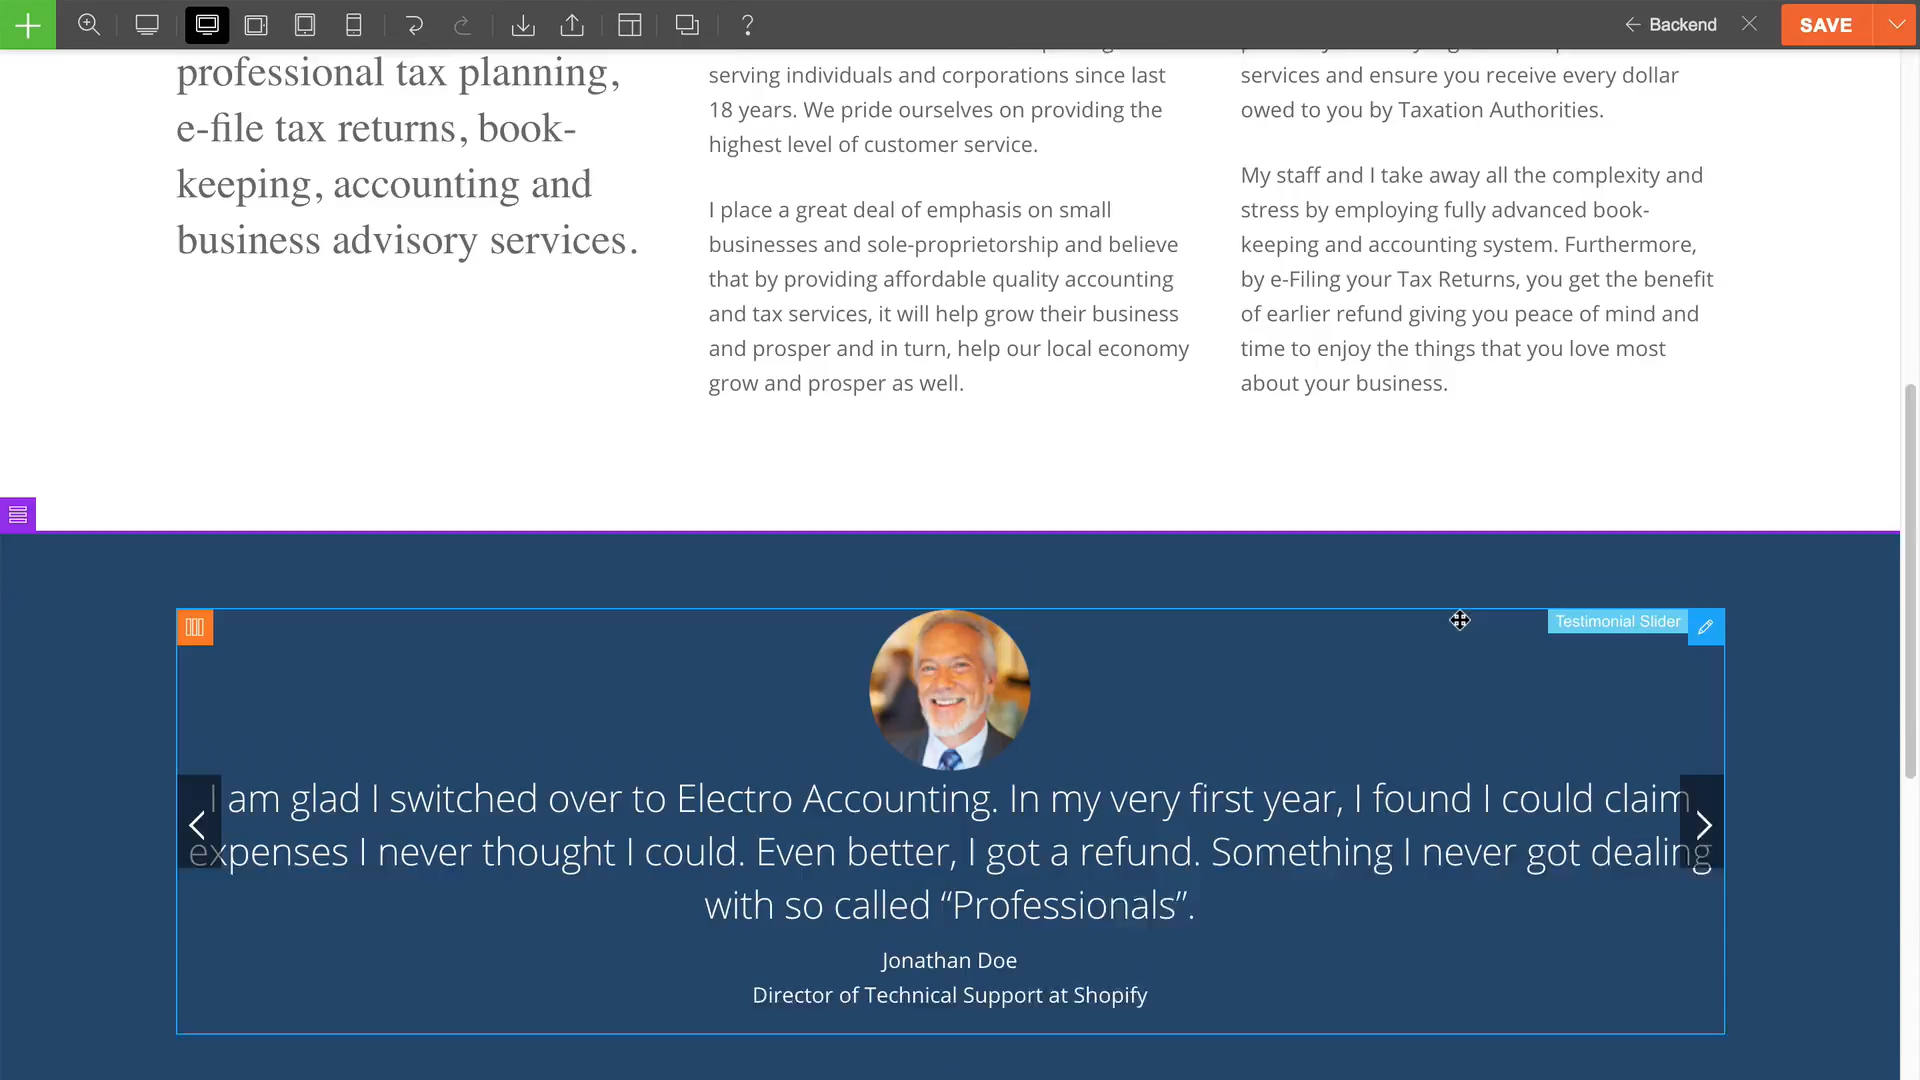 Backend
SAVE
professional tax planning,
e-file tax returns, book-
keeping, accounting and
business advisory services.
serving individuals and corporations since last
18 years. We pride ourselves on providing the
highest level of customer service.
I place a great deal of emphasis on small
businesses and sole-proprietorship and believe
that by providing affordable quality accounting
and tax services, it will help grow their business
and prosper and in turn, help our local economy
grow and prosper as well.
services and ensure you receive every dollar
owed to you by Taxation Authorities.
My staff and I take away all the complexity and
stress by employing fully advanced book-
keeping and accounting system. Furthermore,
by e-Filing your Tax Returns, you get the benefit
of earlier refund giving you peace of mind and
time to enjoy the things that you love most
about your business.
Testimonial Slider
I am glad I switched over to Electro Accounting. In my very first year, I found I could claim
expenses I never thought I could. Even better, I got a refund. Something I never got dealing
with so called “Professionals”.
Jonathan Doe
Director of Technical Support at Shopify